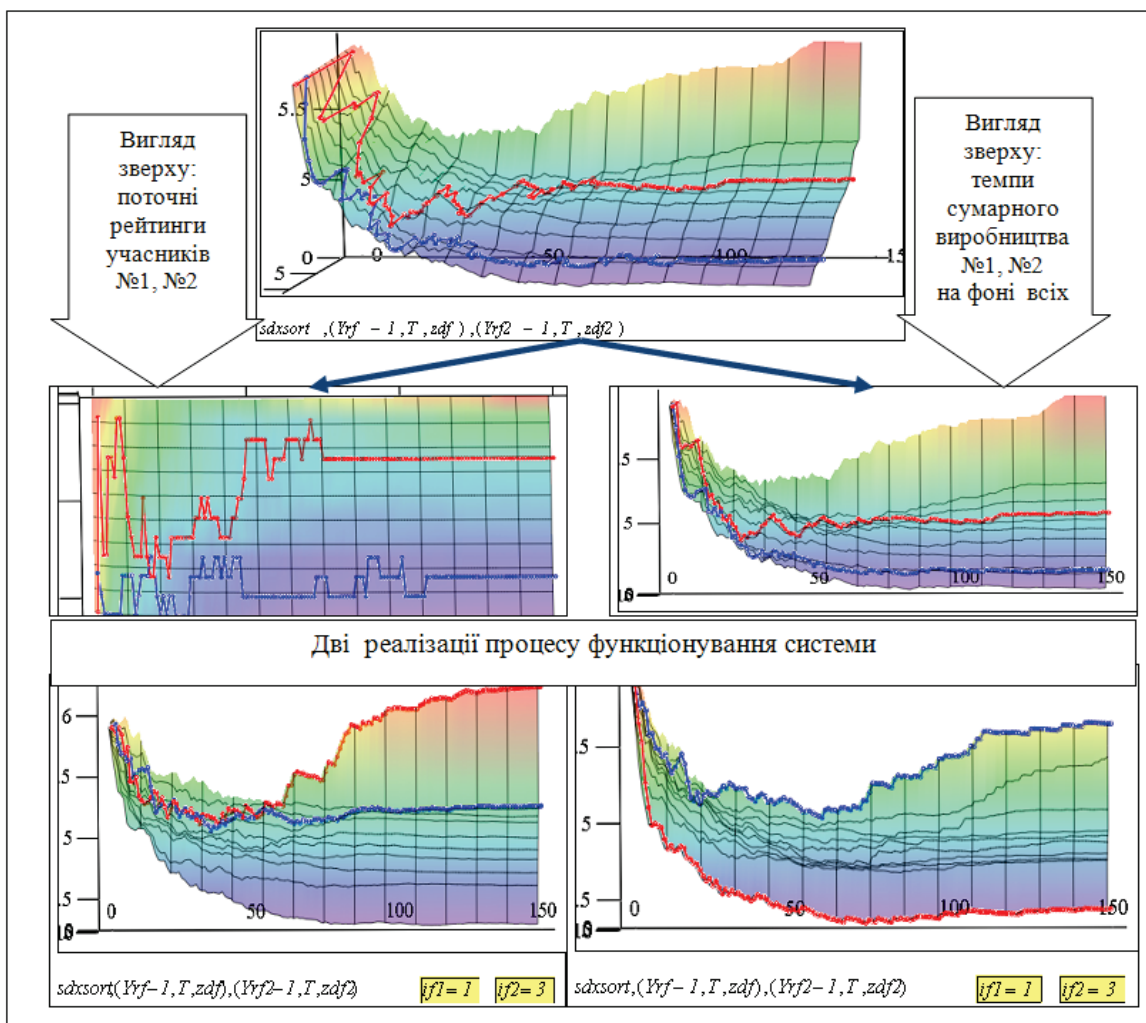 5.5
5
0
5
0
50
100
15
sdxsort ,(Yrf - 1,T,zdf),(Yrf2 - 1,T,zdf2)
Вигляд
зверху:
поточні
рейтинги
учасників
№1, №2
Вигляд
зверху:
темпи
сумарного
виробництва
№1, №2
на фоні всіх
.5
.5
0
50
100
150
Дві реалізації процесу функціонування системи
6
.5
.5
.5
0
50
100
150
sdxsort,(Yrf-1,T,zdf),(Yrf2-1,T,zdf2)
if1= 1
if2= 3
.5
.5
.5
0
50
100
150
sdxsort,(Yrf-1,T,zdf),(Yrf2-1,T,zdf2)
if1= 1
if2= 3